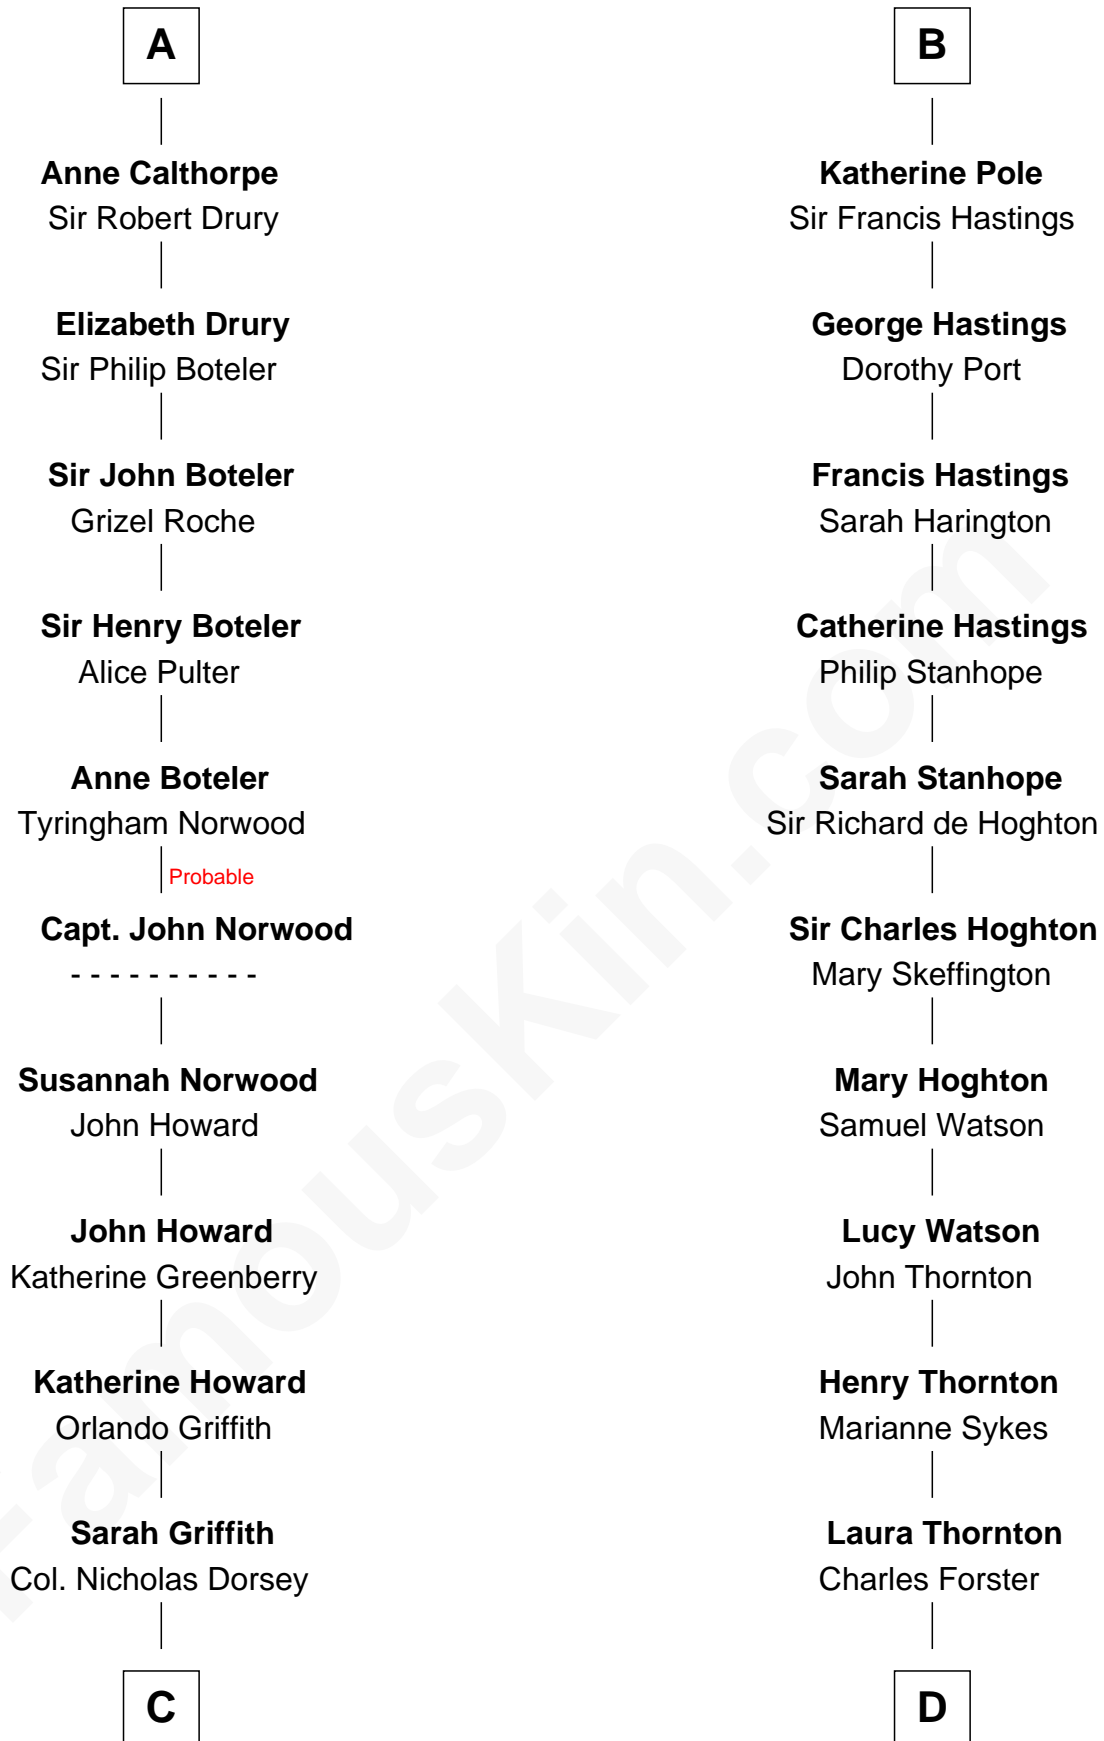 A
Anne Calthorpe
Sir Robert Drury
Elizabeth Drury
Sir Philip Boteler
Sir John Boteler
Grizel Roche
Sir Henry Boteler
Alice Pulter
Anne Boteler
Tyringham Norwood
Probable
Capt. John Norwood
- - - - - - - - - -
Susannah Norwood
John Howard
John Howard
Katherine Greenberry
Katherine Howard
Orlando Griffith
Sarah Griffith
Col. Nicholas Dorsey
C
B
Katherine Pole
Sir Francis Hastings
George Hastings
Dorothy Port
Francis Hastings
Sarah Harington
Catherine Hastings
Philip Stanhope
Sarah Stanhope
Sir Richard de Hoghton
Sir Charles Hoghton
Mary Skeffington
Mary Hoghton
Samuel Watson
Lucy Watson
John Thornton
Henry Thornton
Marianne Sykes
Laura Thornton
Charles Forster
D
FamousKin.com